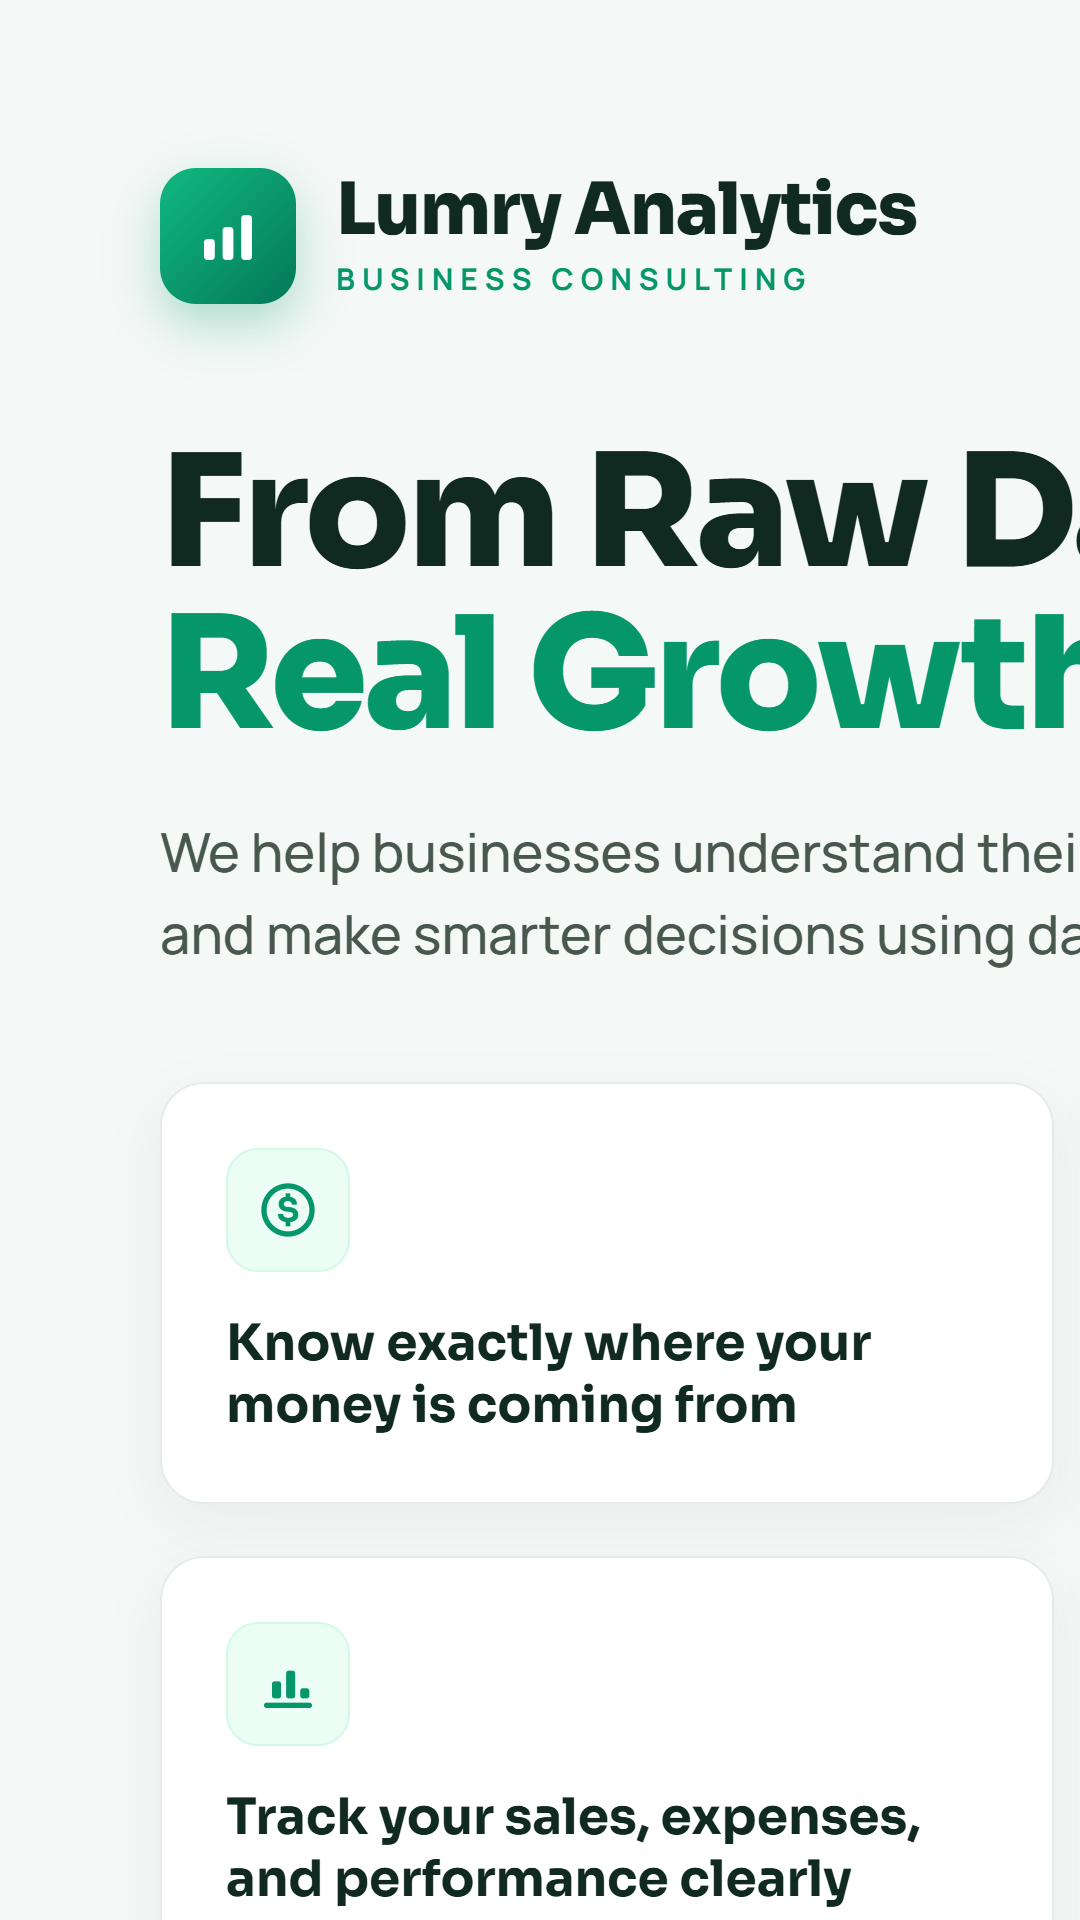 Lumry Analytics
BUSINESS CONSULTING
From Raw
Real Growth
We help businesses understand
and make smarter decisions using
$
Know exactly where your
money is coming from
Track your sales, expenses,
and performance clearly